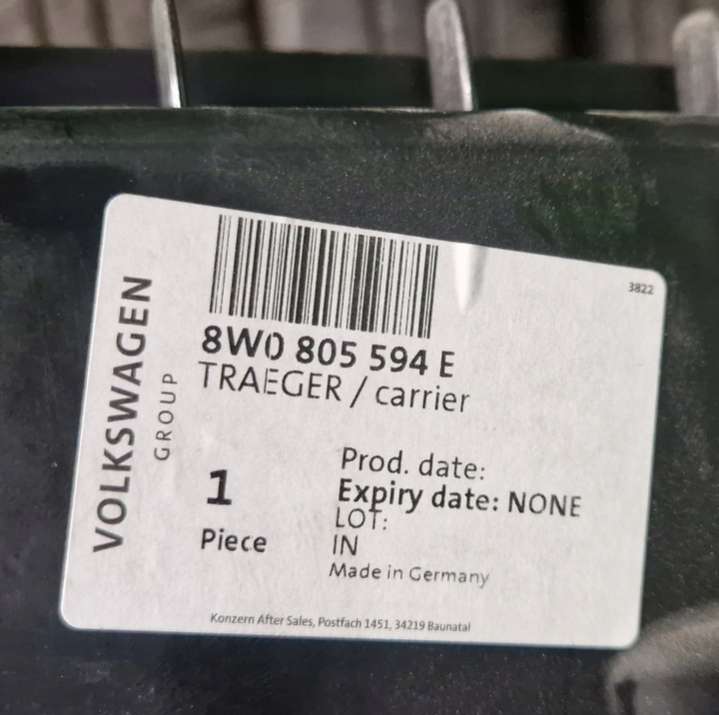 3822
8W0 805 594 E
TRAEGER / carrier
VOLKSWAGEN
GROUP
1
Piece
Prod. date:
Expiry date: NONE
LOT:
IN
Made in Germany
Konzern After Sales, Postfach 1451, 34219 Baunatal